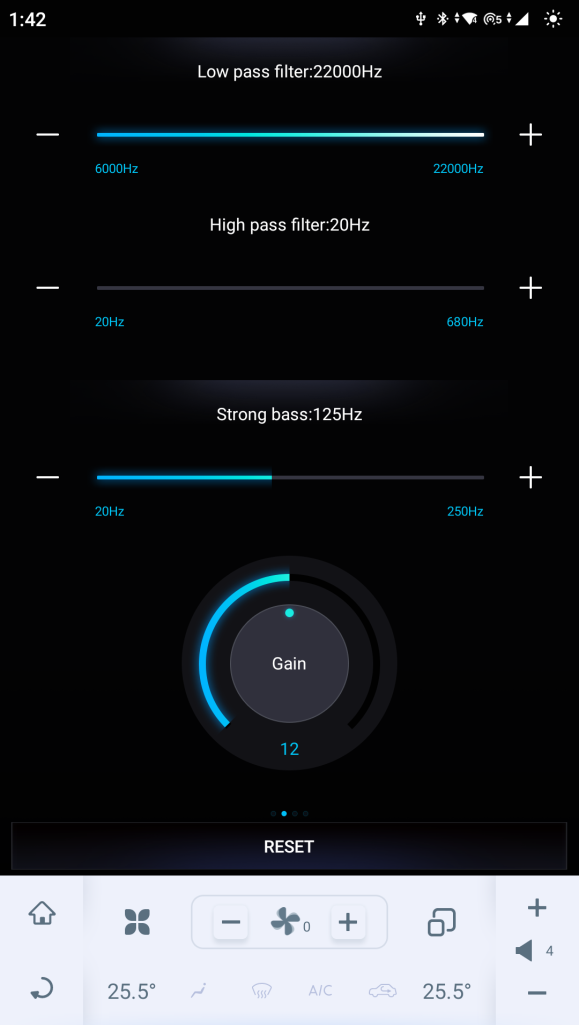 1:42
5
Low pass filter:22000Hz
6000Hz 22000Hz
High pass filter:20Hz
20Hz 680Hz
Strong bass:125Hz
20Hz 250Hz
Gain
12
RESET
0
4
25.5° A/C 25.5°